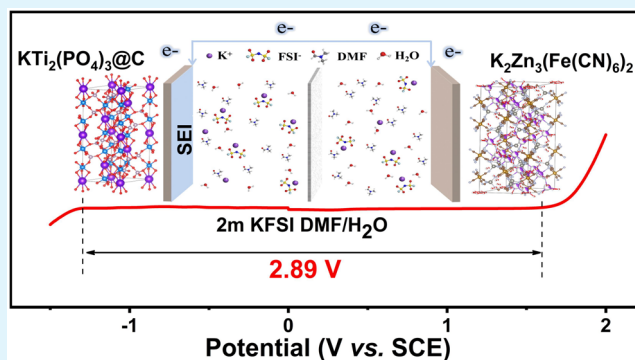 e-
e- e- e-
KTi₂(PO₄)₃@C
K⁺ FSI⁻ DMF H₂O
K₂Zn₃(Fe(CN)₆)₂
SEI
2m KFSI DMF/H₂O
2.89 V
-1 0 1 2
Potential (V vs. SCE)